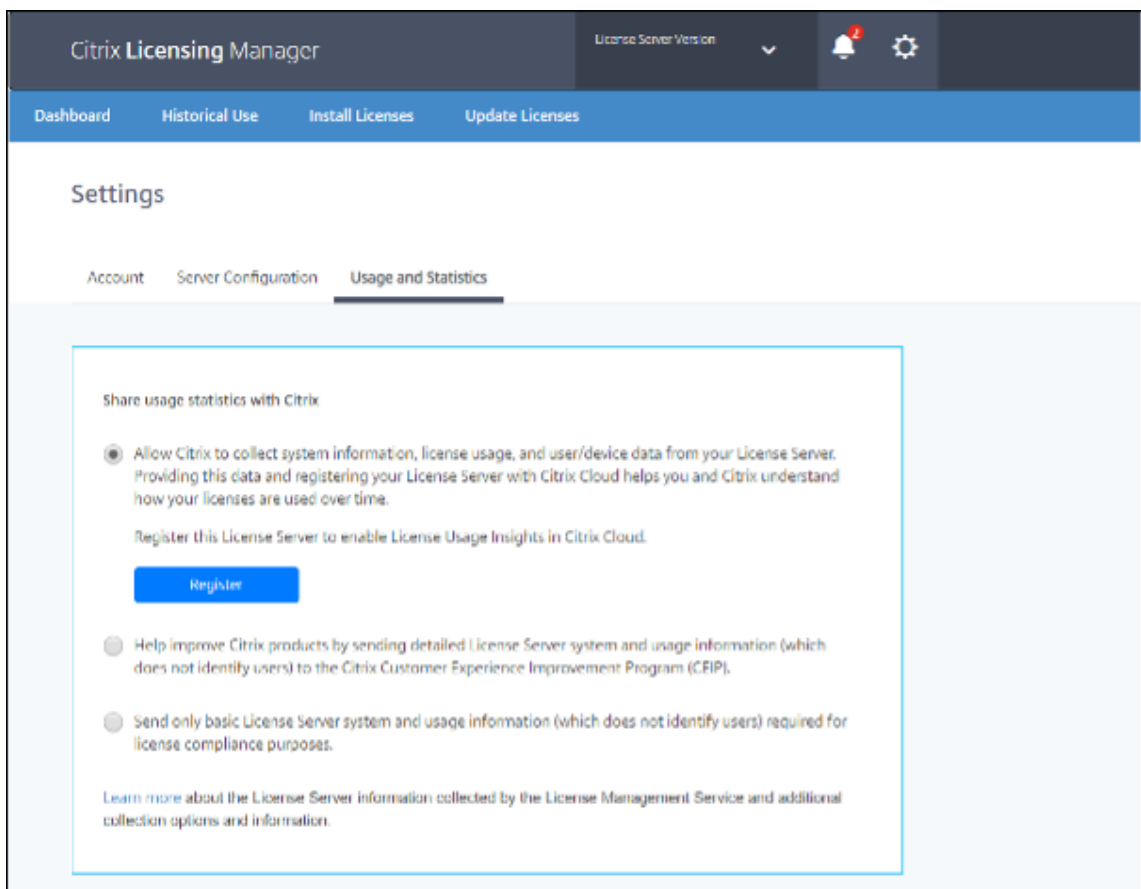 Citrix Licensing Manager
License Server Version
2
Dashboard Historical Use Install Licenses Update Licenses
Settings
Account Server Configuration Usage and Statistics
Share usage statistics with Citrix
Allow Citrix to collect system information, license usage, and user/device data from your License Server.
Providing this data and registering your License Server with Citrix Cloud helps you and Citrix understand
how your licenses are used over time.
Register this License Server to enable License Usage Insights in Citrix Cloud.
Register
Help improve Citrix products by sending detailed License Server system and usage information (which
does not identify users) to the Citrix Customer Experience Improvement Program (CEIP).
Send only basic License Server system and usage information (which does not identify users) required for
license compliance purposes.
Learn more about the License Server information collected by the License Management Service and additional
collection options and information.